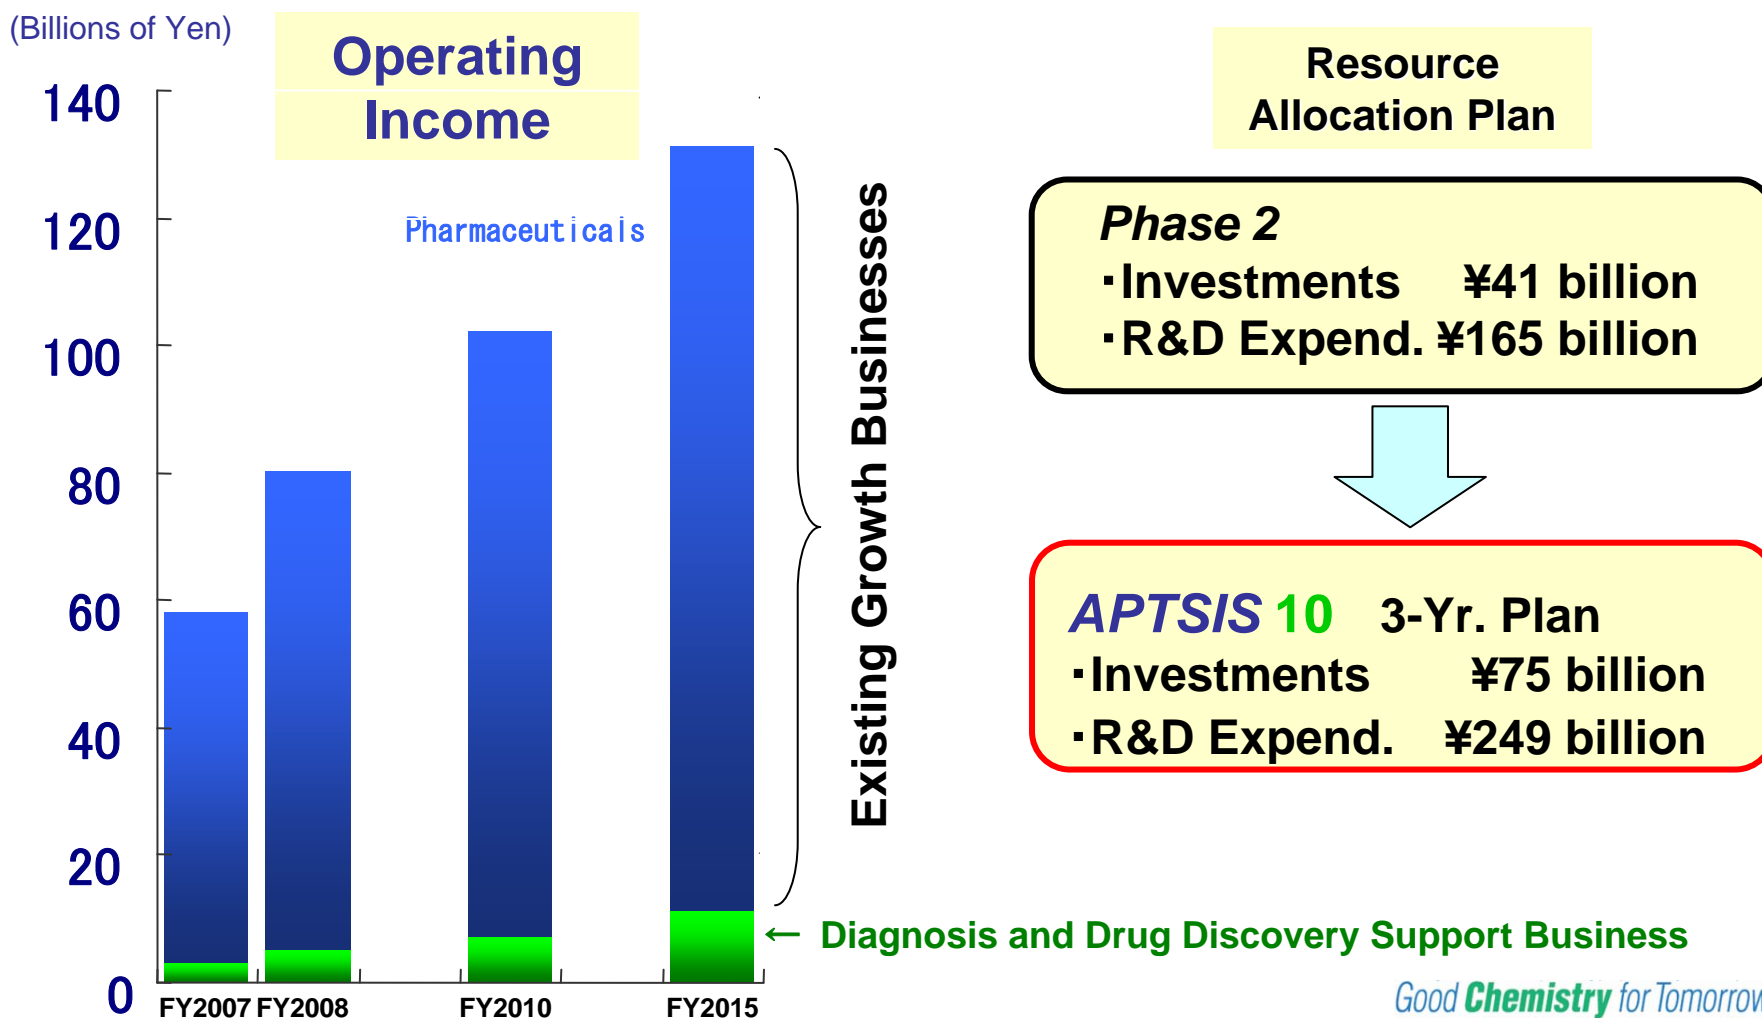 (Billions of Yen)
Operating
Income
140
120
100
80
60
40
20
0
Pharmaceuticals
FY2007 FY2008 FY2010 FY2015
Existing Growth Businesses
← Diagnosis and Drug Discovery Support Business
Resource
Allocation Plan
Phase 2
・Investments ¥41 billion
・R&D Expend. ¥165 billion
APTSIS 10 3-Yr. Plan
・Investments ¥75 billion
・R&D Expend. ¥249 billion
Good Chemistry for Tomorrow